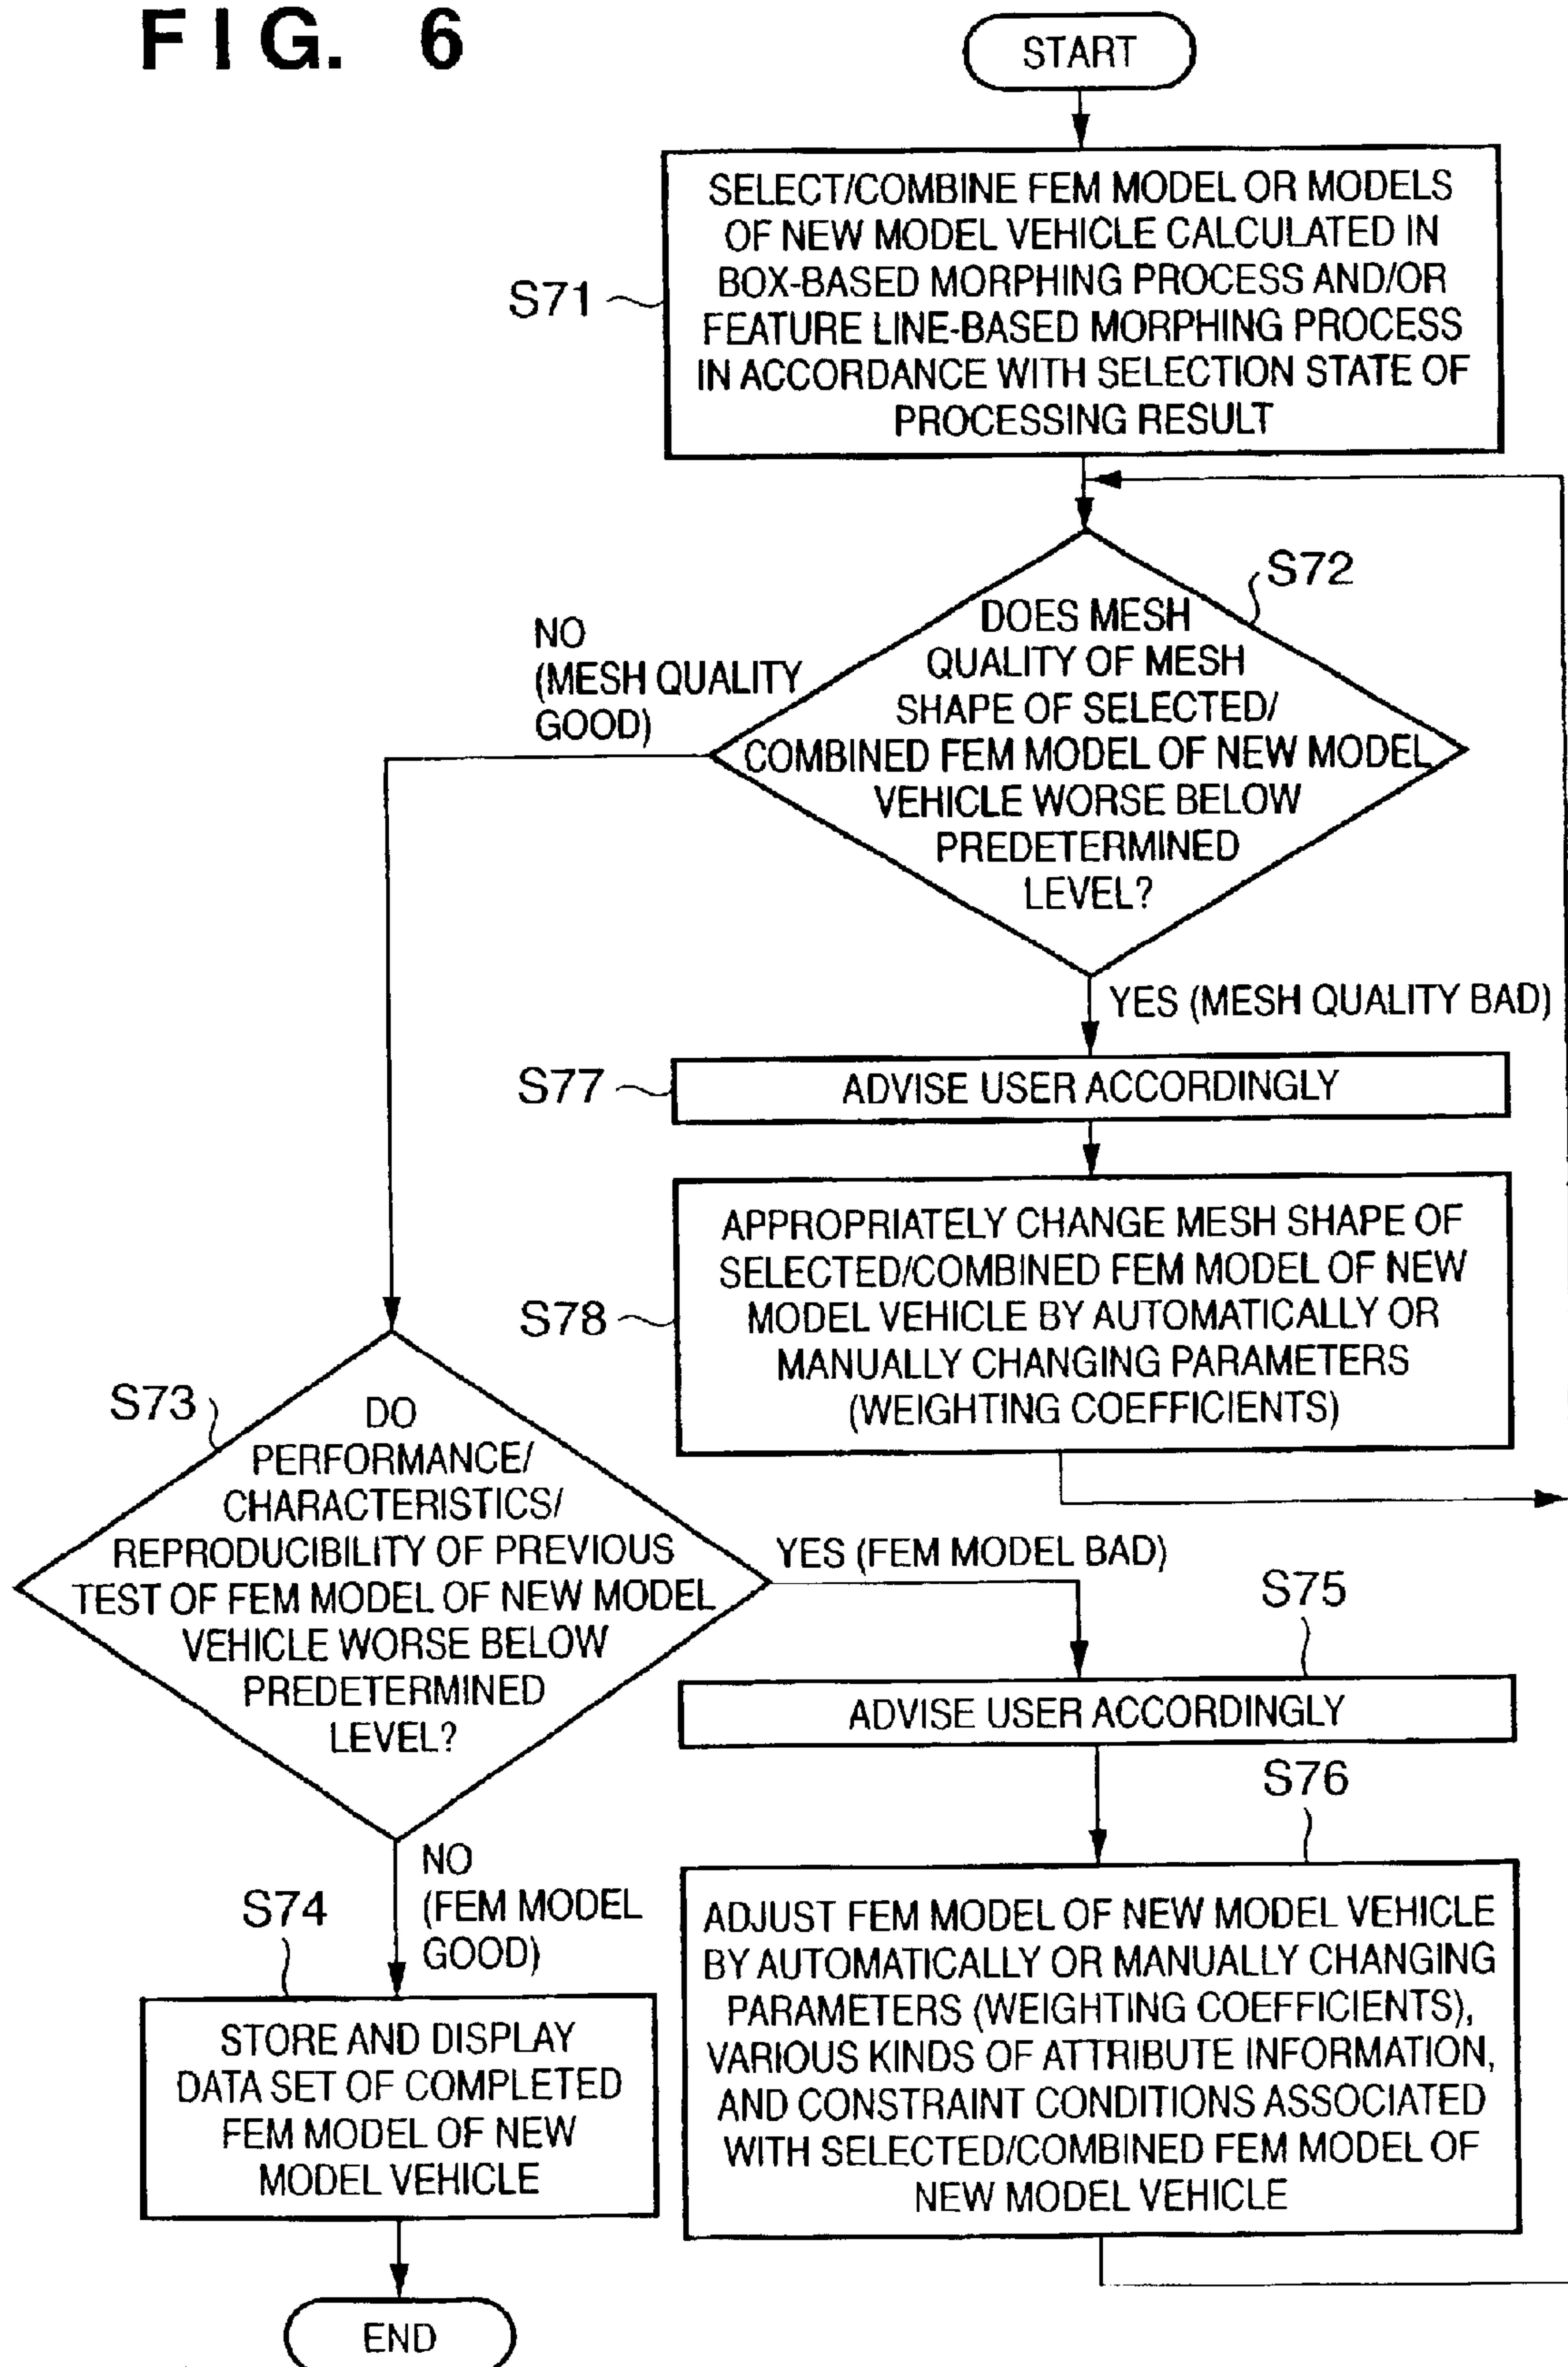 FIG. 6
START
SELECT/COMBINE FEM MODEL OR MODELS
OF NEW MODEL VEHICLE CALCULATED IN
BOX-BASED MORPHING PROCESS AND/OR
FEATURE LINE-BASED MORPHING PROCESS
IN ACCORDANCE WITH SELECTION STATE OF
PROCESSING RESULT
S71
S72
DOES MESH
QUALITY OF MESH
SHAPE OF SELECTED/
COMBINED FEM MODEL OF NEW MODEL
VEHICLE WORSE BELOW
PREDETERMINED
LEVEL?
NO
(MESH QUALITY
GOOD)
YES (MESH QUALITY BAD)
S77
ADVISE USER ACCORDINGLY
S78
APPROPRIATELY CHANGE MESH SHAPE OF
SELECTED/COMBINED FEM MODEL OF NEW
MODEL VEHICLE BY AUTOMATICALLY OR
MANUALLY CHANGING PARAMETERS
(WEIGHTING COEFFICIENTS)
S73
DO
PERFORMANCE/
CHARACTERISTICS/
REPRODUCIBILITY OF PREVIOUS
TEST OF FEM MODEL OF NEW MODEL
VEHICLE WORSE BELOW
PREDETERMINED
LEVEL?
YES (FEM MODEL BAD)
S75
ADVISE USER ACCORDINGLY
S76
ADJUST FEM MODEL OF NEW MODEL VEHICLE
BY AUTOMATICALLY OR MANUALLY CHANGING
PARAMETERS (WEIGHTING COEFFICIENTS),
VARIOUS KINDS OF ATTRIBUTE INFORMATION,
AND CONSTRAINT CONDITIONS ASSOCIATED
WITH SELECTED/COMBINED FEM MODEL OF
NEW MODEL VEHICLE
NO
(FEM MODEL
GOOD)
S74
STORE AND DISPLAY
DATA SET OF COMPLETED
FEM MODEL OF NEW
MODEL VEHICLE
END